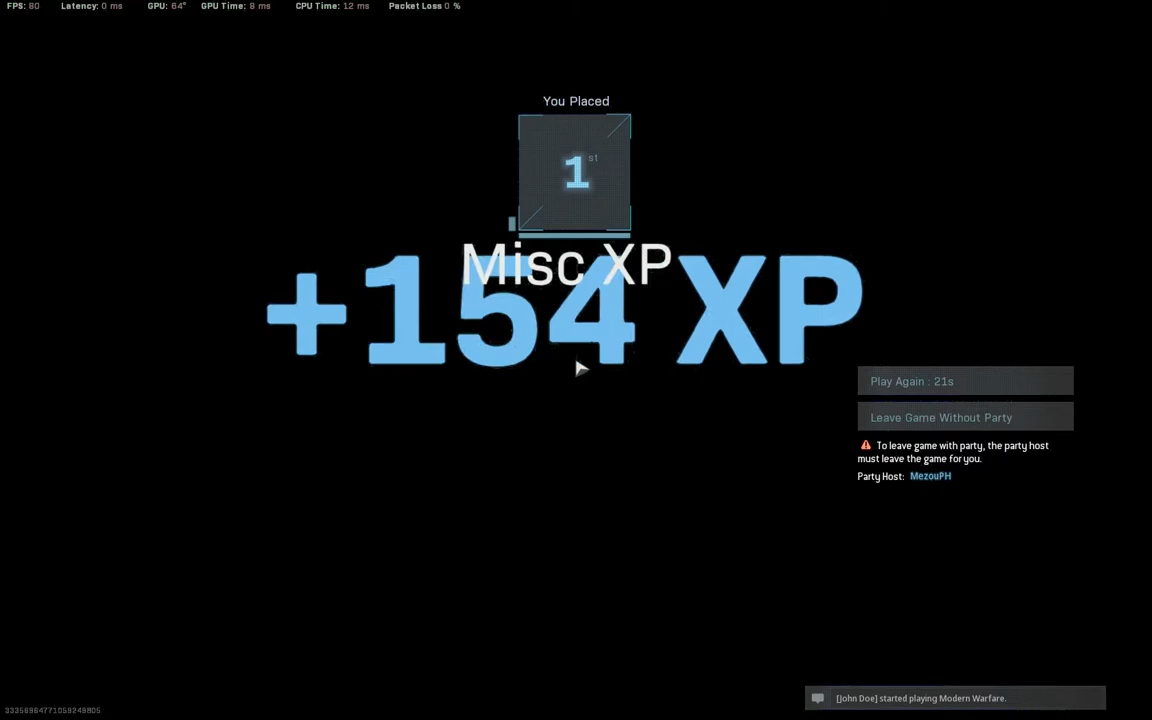 FPS: 80 Latency: 0 ms GPU: 64° GPU Time: 8 ms CPU Time: 12 ms Packet Loss 0 %
You Placed
1st
Misc XP
+154 XP
Play Again : 21s
Leave Game Without Party
To leave game with party, the party host
must leave the game for you.
Party Host: MezouPH
[John Doe] started playing Modern Warfare.